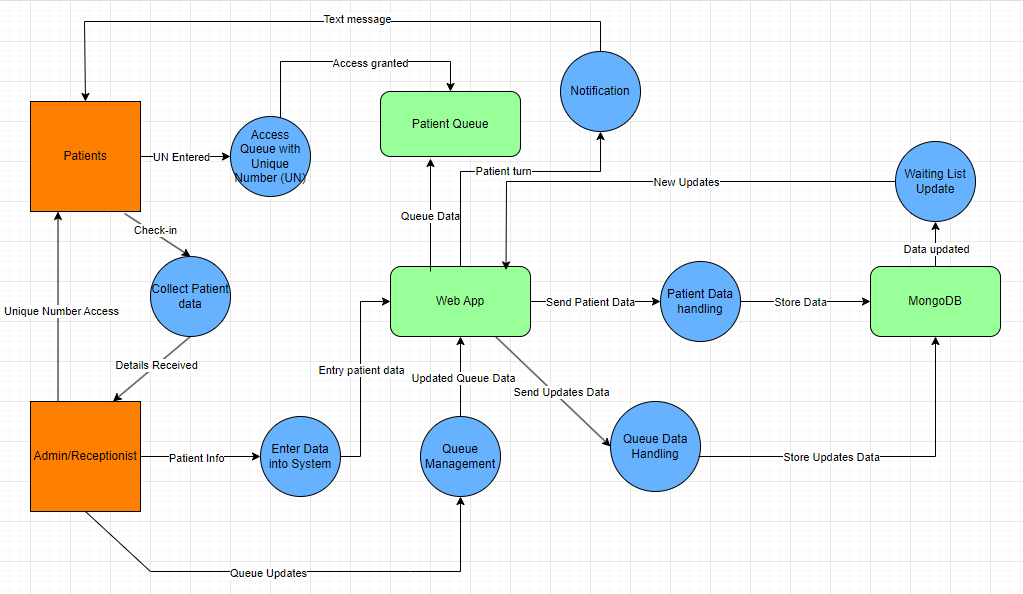 Text message
Access granted
Notification
Patient Queue
Patients
UN Entered
Access
Queue with
Unique
Number (UN)
Patient turn
New Updates
Waiting List
Update
Queue Data
Check-in
Data updated
Collect Patient
data
Web App
Send Patient Data
Patient Data
handling
Store Data
MongoDB
Unique Number Access
Details Received
Entry patient data
Updated Queue Data
Send Updates Data
Admin/Receptionist
Patient Info
Enter Data
into System
Queue
Management
Queue Data
Handling
Store Updates Data
Queue Updates